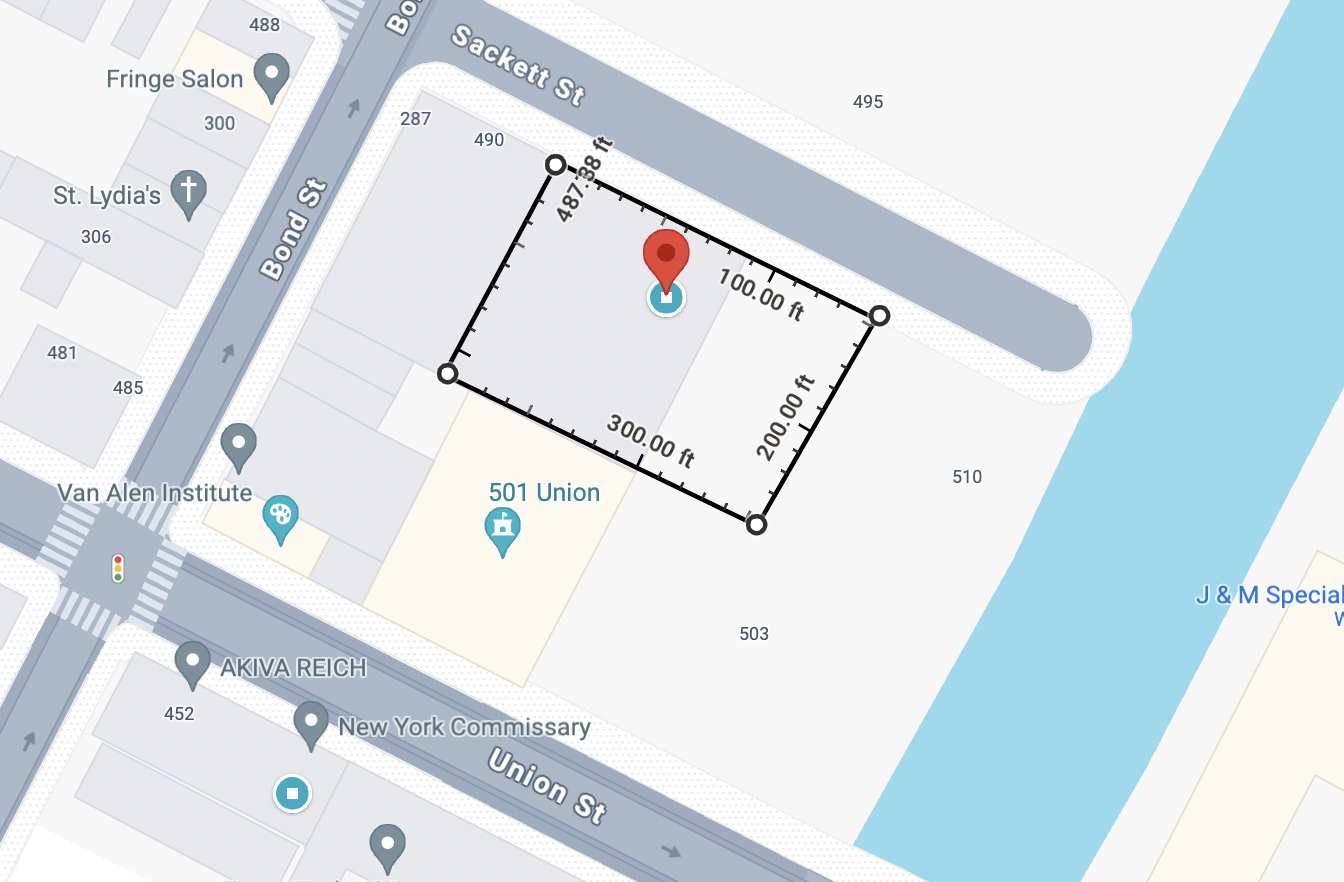 488
Bo
Sackett St
Fringe Salon
495
300
287
490
487.38 ft
St. Lydia's
Bond St
306
100.00 ft
481
485
200.00 ft
300.00 ft
510
Van Alen Institute
501 Union
J & M Special
W
503
AKIVA REICH
452
New York Commissary
Union St